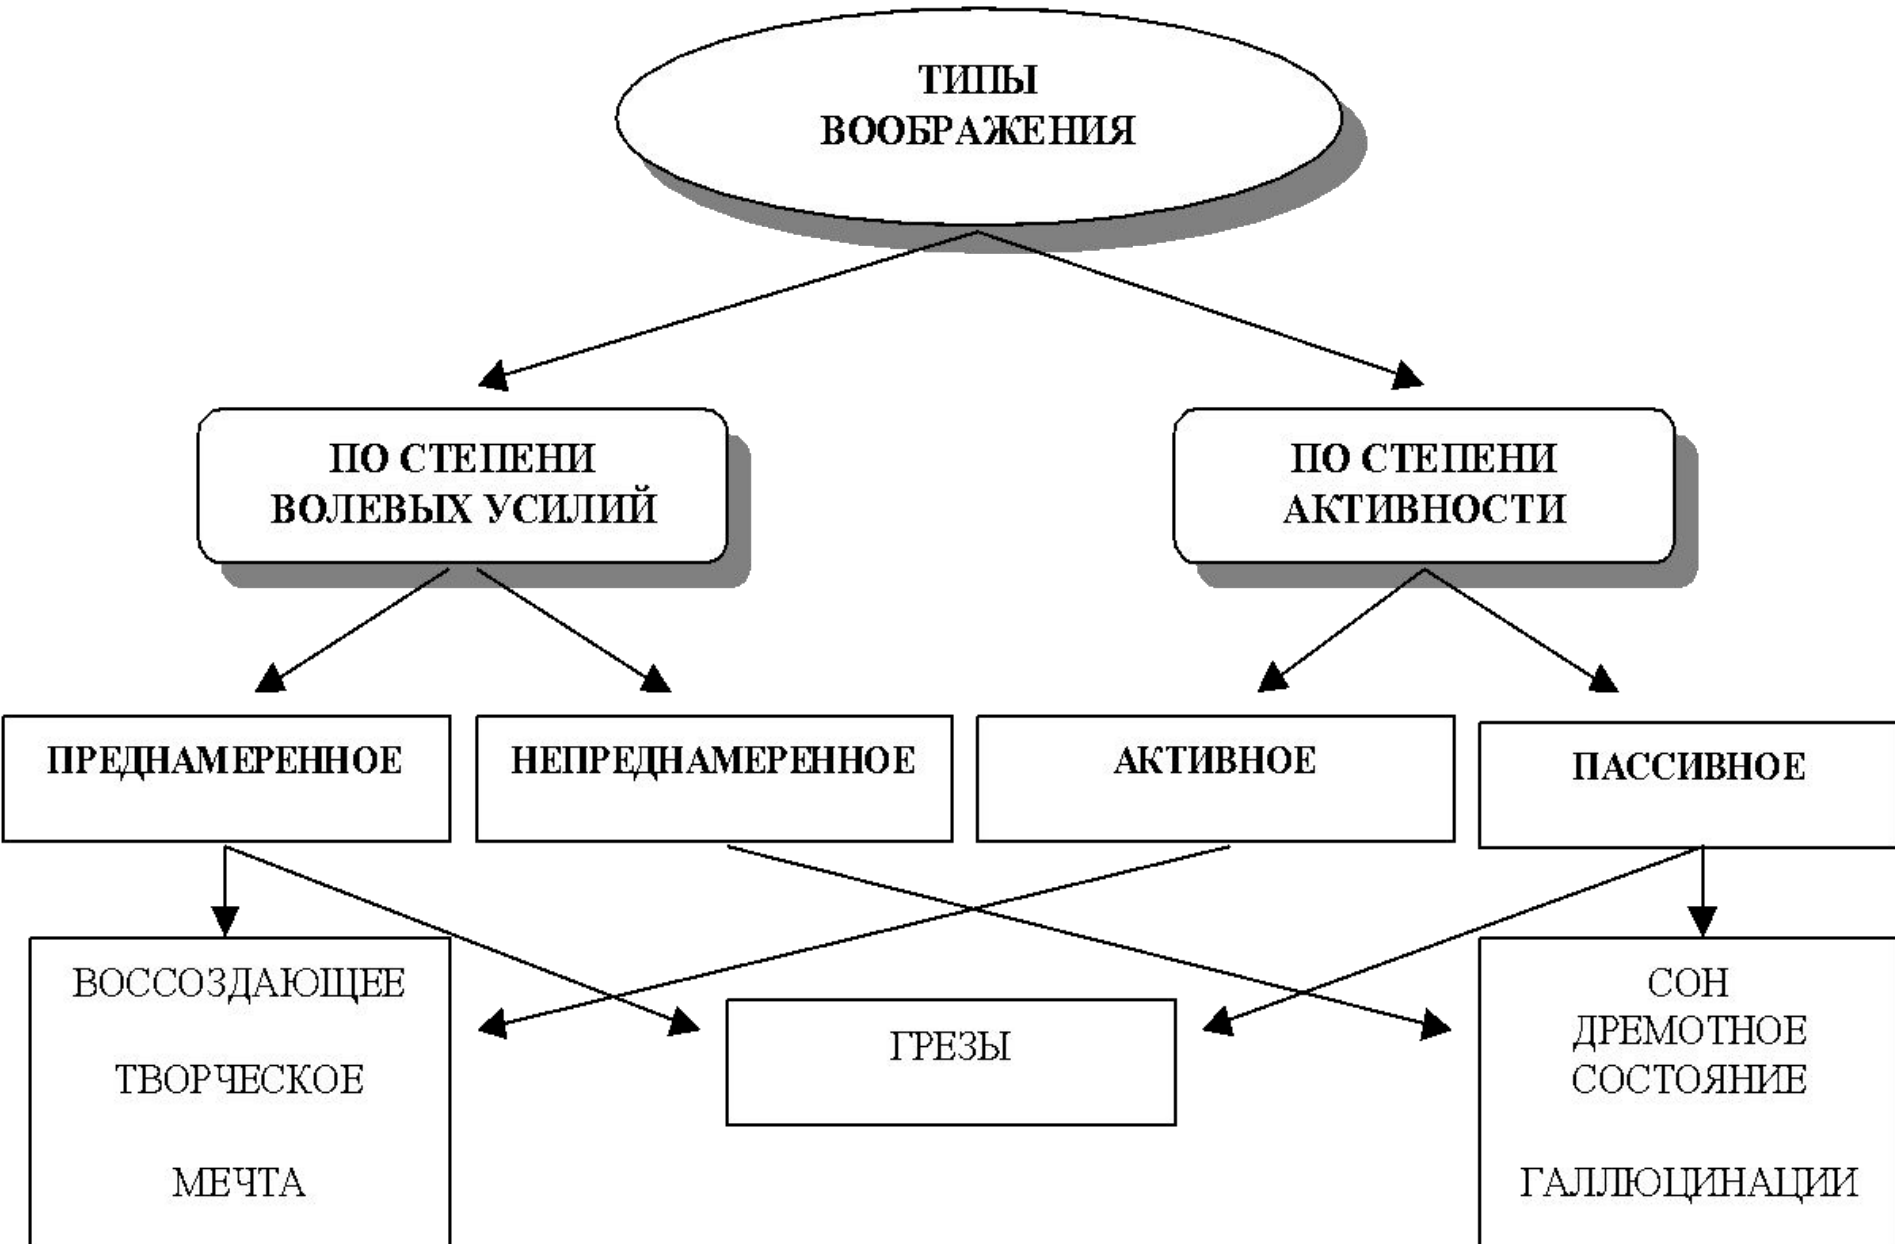 ТИПЫ
ВООБРАЖЕНИЯ
ПО СТЕПЕНИ
ВОЛЕВЫХ УСИЛИЙ
ПО СТЕПЕНИ
АКТИВНОСТИ
ПРЕДНАМЕРЕННОЕ
НЕПРЕДНАМЕРЕННОЕ
АКТИВНОЕ
ПАССИВНОЕ
ВОССОЗДАЮЩЕЕ
ТВОРЧЕСКОЕ
МЕЧТА
ГРЕЗЫ
СОН
ДРЕМОТНОЕ
СОСТОЯНИЕ
ГАЛЛЮЦИНАЦИИ